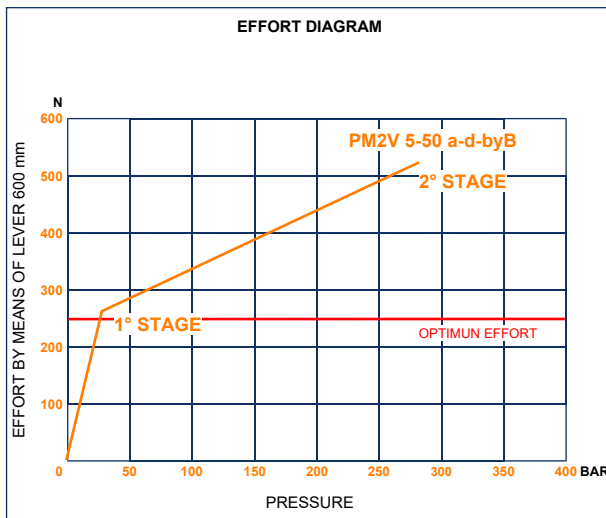 EFFORT DIAGRAM
N
600
PM2V 5-50 a-d-byB
500
2° STAGE
400
300
1° STAGE
OPTIMUN EFFORT
200
100
EFFORT BY MEANS OF LEVER 600 mm
0 50 100 150 200 250 300 350 400 BAR
PRESSURE